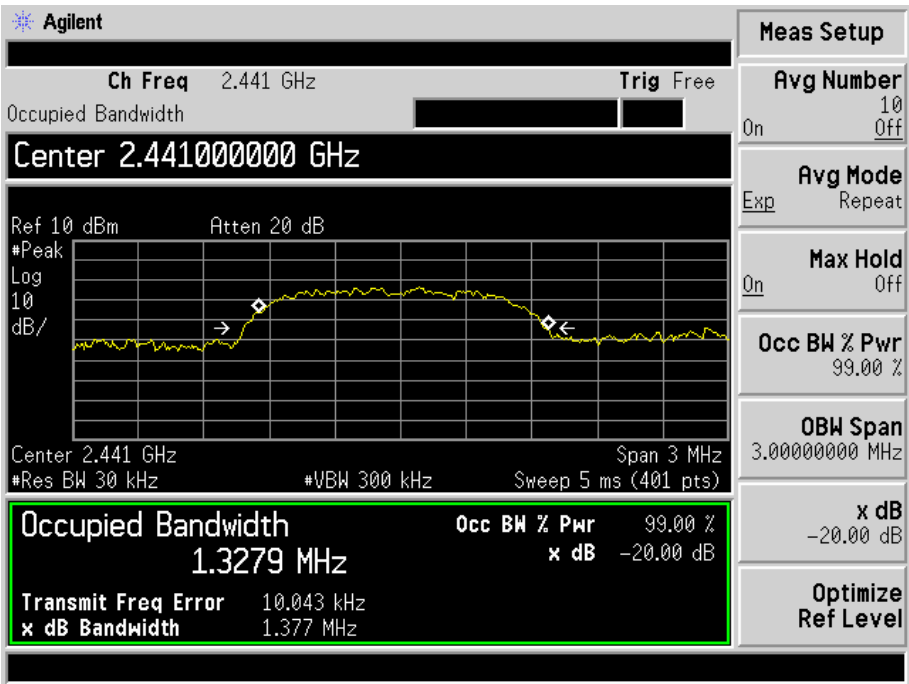 Agilent
Meas Setup
Ch Freq 2.441 GHz Trig Free
Occupied Bandwidth
Avg Number
10
On Off
Center 2.441000000 GHz
Avg Mode
Exp Repeat
Ref 10 dBm Atten 20 dB
#Peak
Log
10
dB/
Max Hold
On Off
Occ BW % Pwr
99.00 %
OBW Span
3.00000000 MHz
Center 2.441 GHz Span 3 MHz
#Res BW 30 kHz #VBW 300 kHz Sweep 5 ms (401 pts)
x dB
-20.00 dB
Occupied Bandwidth Occ BW % Pwr 99.00 %
1.3279 MHz x dB -20.00 dB
Transmit Freq Error 10.043 kHz
x dB Bandwidth 1.377 MHz
Optimize
Ref Level